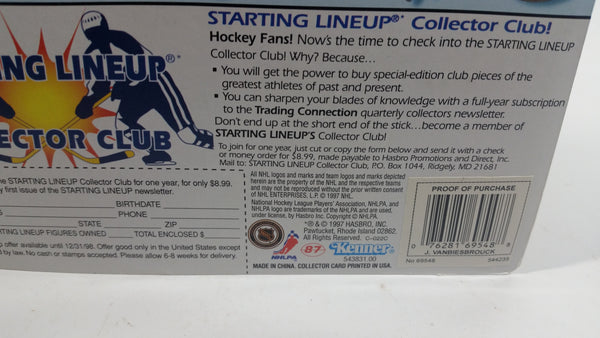 STARTING LINEUP®* Collector Club!
Hockey Fans! Now's the time to check into the STARTING LINEUP
Collector Club! Why? Because…
• You will get the power to buy special-edition club pieces of the
greatest athletes of past and present.
• You can sharpen your blades of knowledge with a full-year subscription
to the Trading Connection quarterly collectors newsletter.
Don't end up at the short end of the stick…become a member of
STARTING LINEUP'S Collector Club!
To join for one year, just cut or copy the form below and send it with a check
or money order for $8.99, made payable to Hasbro Promotions and Direct, Inc.
Mail to: STARTING LINEUP Collector Club, P.O. Box 1044, Ridgely, MD 21681
ING LINEUP®*
ECTOR CLUB
he STARTING LINEUP Collector Club for one year, for only $8.99.
y first issue of the STARTING LINEUP newsletter.
BIRTHDATE
PHONE
STATE ZIP
RTING LINEUPS OWNED TOTAL ENCLOSED $
offer available until 12/31/98. Offer good only in the United States except
d by law. No cash or stamps accepted. Please allow 6-8 weeks for delivery.
All NHL logos and marks and team logos and marks depicted
herein are the property of the NHL and the respective teams
and may not be reproduced without the prior written consent
of NHL ENTERPRISES, L.P. © 1997 NHL.
National Hockey League Players' Association, NHLPA, and
NHLPA logo are trademarks of the NHLPA and are used,
under license, by Hasbro Inc. Copyright © NHLPA.
® * & © 1997 HASBRO, INC.
Pawtucket, Rhode Island 02862.
All Rights Reserved. C-022C
NHLPA
87
Kenner
543831.00
MADE IN CHINA. COLLECTOR CARD PRINTED IN USA.
PROOF OF PURCHASE
0 76281 69548 8
J. VANBIESBROUCK
No 69548 544239